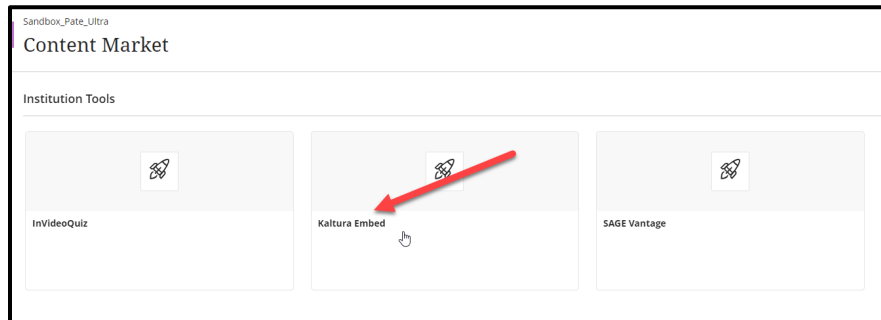 Sandbox_Pate_Ultra
Content Market
Institution Tools
InVideoQuiz
Kaltura Embed
SAGE Vantage